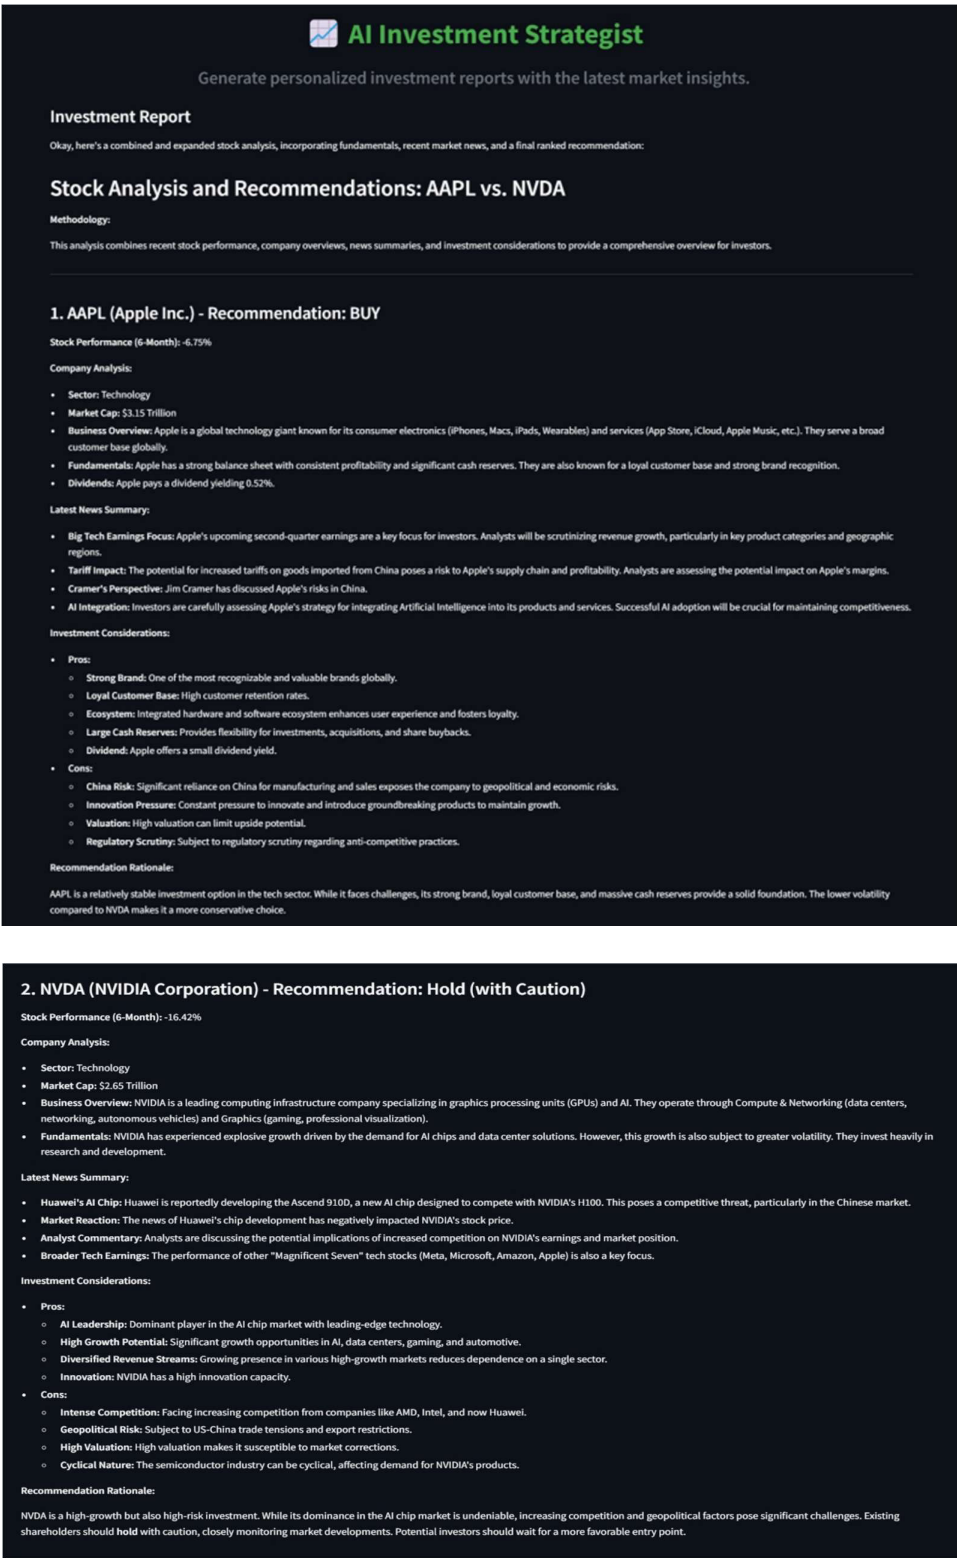 AI Investment Strategist
Generate personalized investment reports with the latest market insights.
Investment Report
Okay, here's a combined and expanded stock analysis, incorporating fundamentals, recent market news, and a final ranked recommendation:
Stock Analysis and Recommendations: AAPL vs. NVDA
Methodology:
This analysis combines recent stock performance, company overviews, news summaries, and investment considerations to provide a comprehensive overview for investors.
1. AAPL (Apple Inc.) - Recommendation: BUY
Stock Performance (6-Month): -6.75%
Company Analysis:
• Sector: Technology
• Market Cap: $3.15 Trillion
• Business Overview: Apple is a global technology giant known for its consumer electronics (iPhones, Macs, iPads, Wearables) and services (App Store, iCloud, Apple Music, etc.). They serve a broad
customer base globally.
• Fundamentals: Apple has a strong balance sheet with consistent profitability and significant cash reserves. They are also known for a loyal customer base and strong brand recognition.
• Dividends: Apple pays a dividend yielding 0.52%.
Latest News Summary:
• Big Tech Earnings Focus: Apple's upcoming second-quarter earnings are a key focus for investors. Analysts will be scrutinizing revenue growth, particularly in key product categories and geographic
regions.
• Tariff Impact: The potential for increased tariffs on goods imported from China poses a risk to Apple's supply chain and profitability. Analysts are assessing the potential impact on Apple's margins.
• Cramer's Perspective: Jim Cramer has discussed Apple's risks in China.
• AI Integration: Investors are carefully assessing Apple's strategy for integrating Artificial Intelligence into its products and services. Successful AI adoption will be crucial for maintaining competitiveness.
Investment Considerations:
• Pros:
◦ Strong Brand: One of the most recognizable and valuable brands globally.
◦ Loyal Customer Base: High customer retention rates.
◦ Ecosystem: Integrated hardware and software ecosystem enhances user experience and fosters loyalty.
◦ Large Cash Reserves: Provides flexibility for investments, acquisitions, and share buybacks.
◦ Dividend: Apple offers a small dividend yield.
• Cons:
◦ China Risk: Significant reliance on China for manufacturing and sales exposes the company to geopolitical and economic risks.
◦ Innovation Pressure: Constant pressure to innovate and introduce groundbreaking products to maintain growth.
◦ Valuation: High valuation can limit upside potential.
◦ Regulatory Scrutiny: Subject to regulatory scrutiny regarding anti-competitive practices.
Recommendation Rationale:
AAPL is a relatively stable investment option in the tech sector. While it faces challenges, its strong brand, loyal customer base, and massive cash reserves provide a solid foundation. The lower volatility
compared to NVDA makes it a more conservative choice.
2. NVDA (NVIDIA Corporation) - Recommendation: Hold (with Caution)
Stock Performance (6-Month): -16.42%
Company Analysis:
• Sector: Technology
• Market Cap: $2.65 Trillion
• Business Overview: NVIDIA is a leading computing infrastructure company specializing in graphics processing units (GPUs) and AI. They operate through Compute & Networking (data centers,
networking, autonomous vehicles) and Graphics (gaming, professional visualization).
• Fundamentals: NVIDIA has experienced explosive growth driven by the demand for AI chips and data center solutions. However, this growth is also subject to greater volatility. They invest heavily in
research and development.
Latest News Summary:
• Huawei's AI Chip: Huawei is reportedly developing the Ascend 910D, a new AI chip designed to compete with NVIDIA's H100. This poses a competitive threat, particularly in the Chinese market.
• Market Reaction: The news of Huawei's chip development has negatively impacted NVIDIA's stock price.
• Analyst Commentary: Analysts are discussing the potential implications of increased competition on NVIDIA's earnings and market position.
• Broader Tech Earnings: The performance of other "Magnificent Seven" tech stocks (Meta, Microsoft, Amazon, Apple) is also a key focus.
Investment Considerations:
• Pros:
◦ AI Leadership: Dominant player in the AI chip market with leading-edge technology.
◦ High Growth Potential: Significant growth opportunities in AI, data centers, gaming, and automotive.
◦ Diversified Revenue Streams: Growing presence in various high-growth markets reduces dependence on a single sector.
◦ Innovation: NVIDIA has a high innovation capacity.
• Cons:
◦ Intense Competition: Facing increasing competition from companies like AMD, Intel, and now Huawei.
◦ Geopolitical Risk: Subject to US-China trade tensions and export restrictions.
◦ High Valuation: High valuation makes it susceptible to market corrections.
◦ Cyclical Nature: The semiconductor industry can be cyclical, affecting demand for NVIDIA's products.
Recommendation Rationale:
NVDA is a high-growth but also high-risk investment. While its dominance in the AI chip market is undeniable, increasing competition and geopolitical factors pose significant challenges. Existing
shareholders should hold with caution, closely monitoring market developments. Potential investors should wait for a more favorable entry point.